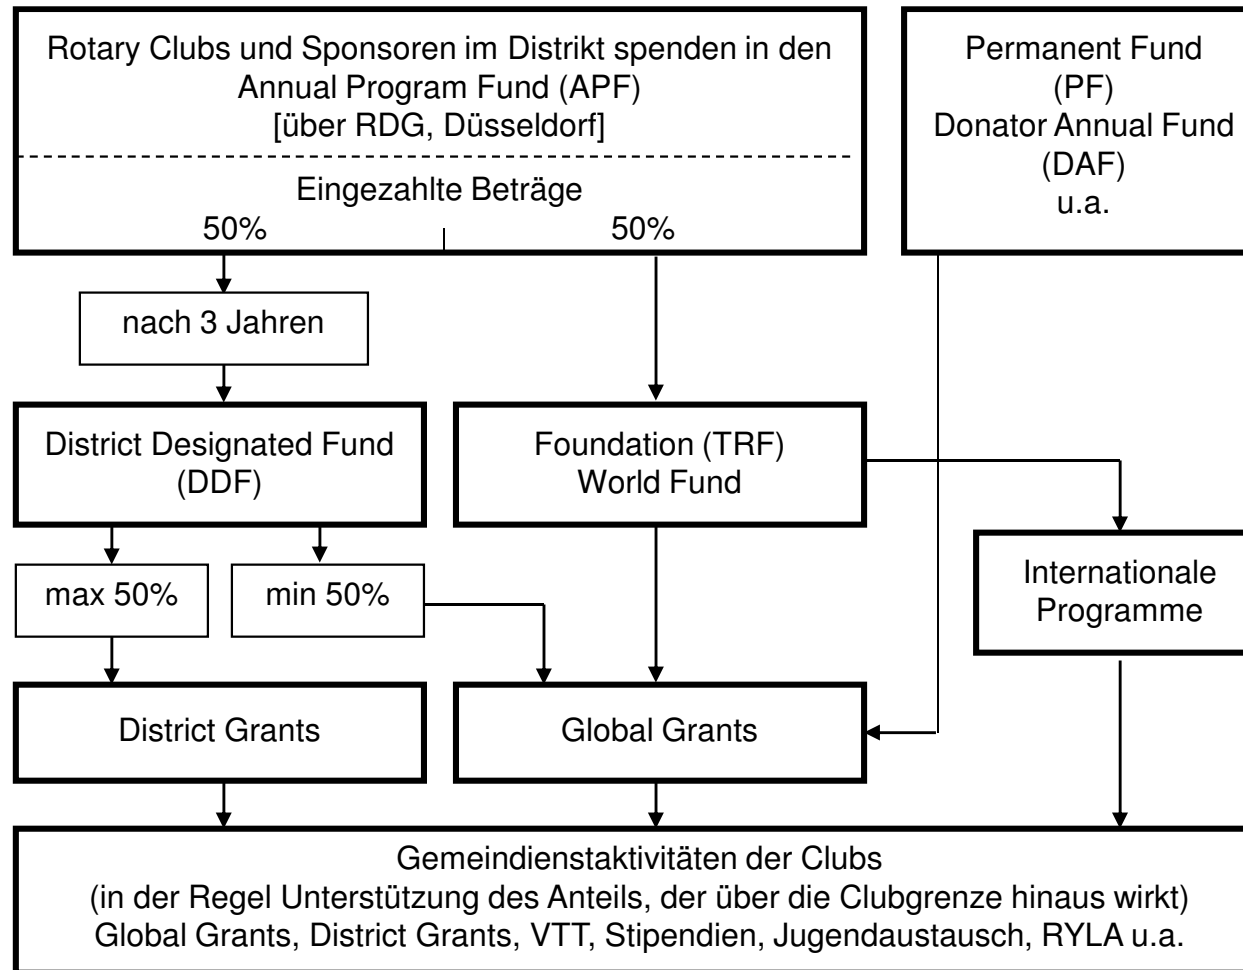 Rotary Clubs und Sponsoren im Distrikt spenden in den
Annual Program Fund (APF)
[über RDG, Düsseldorf]
Eingezahlte Beträge
50%
50%
Permanent Fund
(PF)
Donator Annual Fund
(DAF)
u.a.
nach 3 Jahren
District Designated Fund
(DDF)
Foundation (TRF)
World Fund
max 50%
min 50%
Internationale
Programme
District Grants
Global Grants
Gemeindienstaktivitäten der Clubs
(in der Regel Unterstützung des Anteils, der über die Clubgrenze hinaus wirkt)
Global Grants, District Grants, VTT, Stipendien, Jugendaustausch, RYLA u.a.